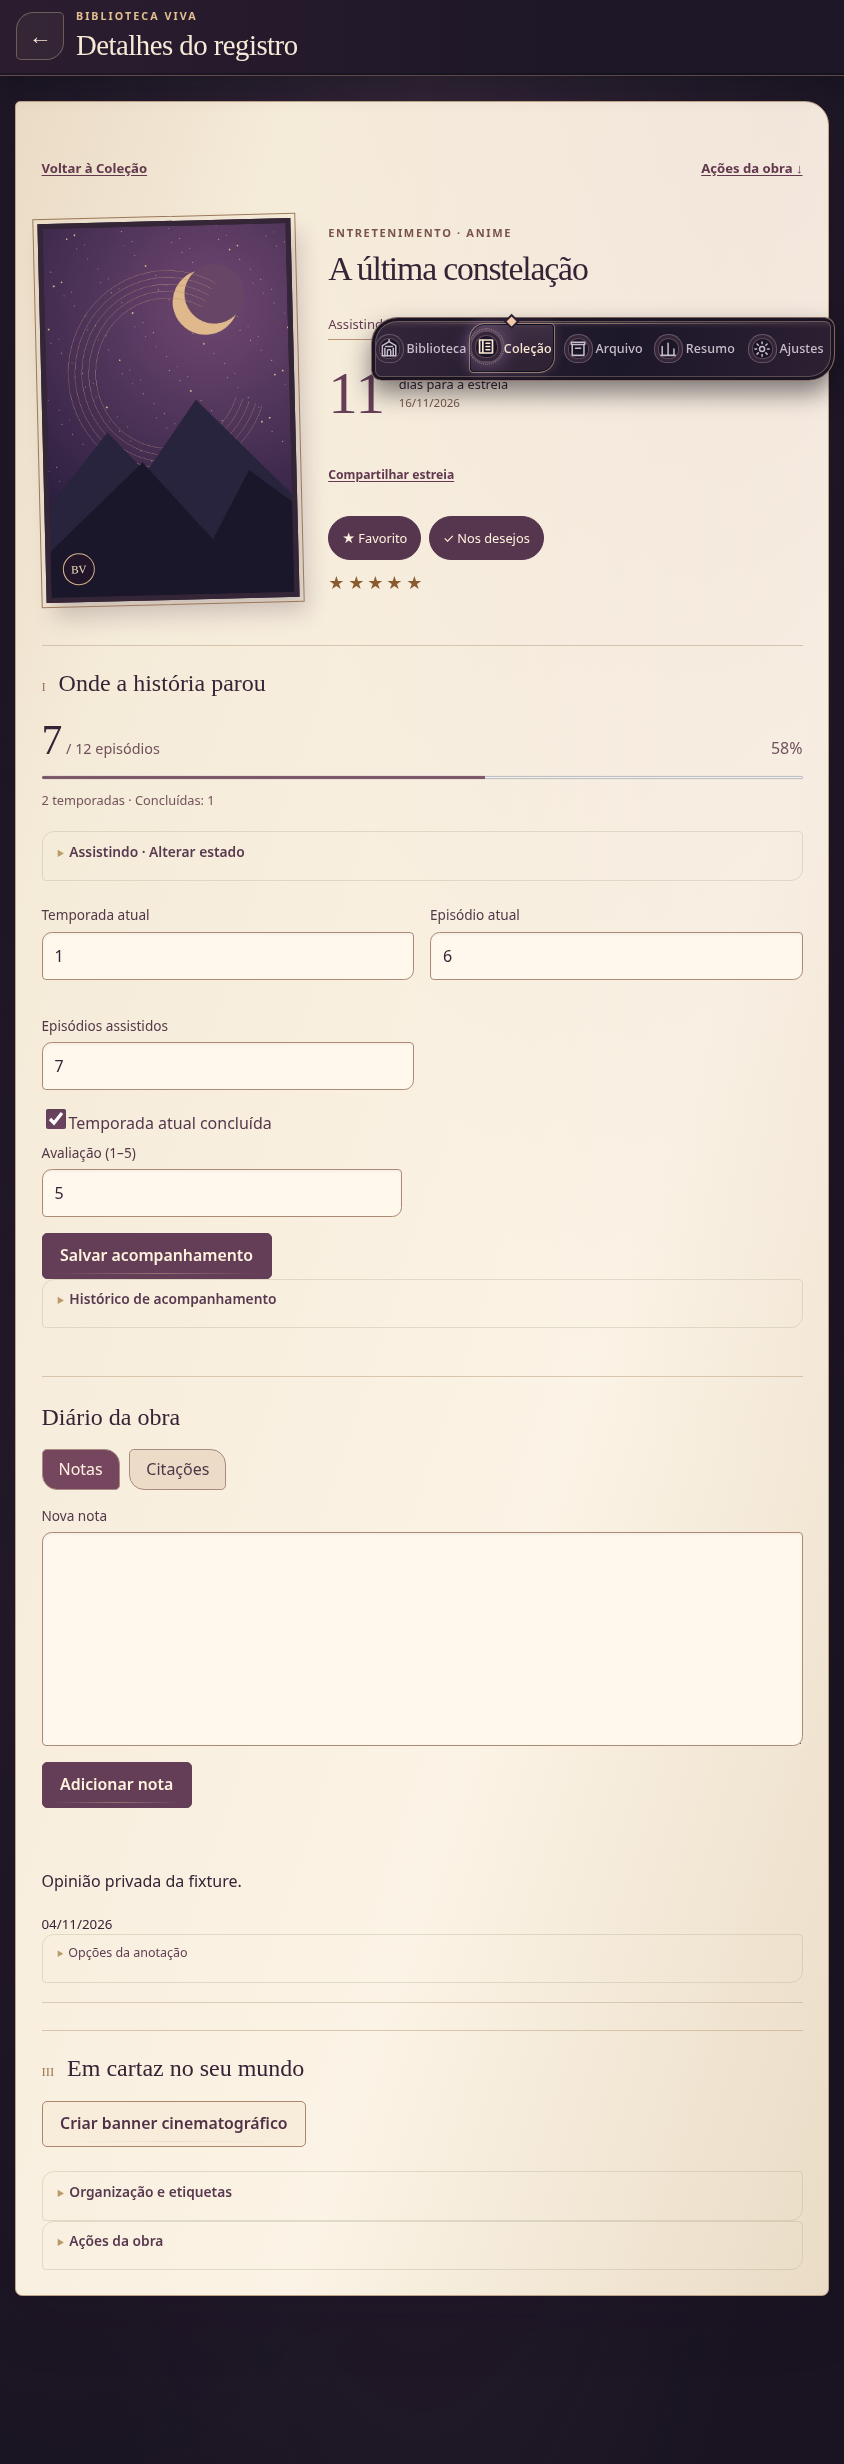 ←
BIBLIOTECA VIVA
Detalhes do registro
Voltar à Coleção
Ações da obra ↓
BV
ENTRETENIMENTO · ANIME
A última constelação
Biblioteca
Coleção
Arquivo
Resumo
Ajustes
11
dias para a estreia
16/11/2026
Compartilhar estreia
★ Favorito
✓ Nos desejos
★ ★ ★ ★ ★
I Onde a história parou
7 / 12 episódios
58%
2 temporadas · Concluídas: 1
▸ Assistindo · Alterar estado
Temporada atual
Episódio atual
1
6
Episódios assistidos
7
Temporada atual concluída
Avaliação (1–5)
5
Salvar acompanhamento
▸ Histórico de acompanhamento
Diário da obra
Notas
Citações
Nova nota
Adicionar nota
Opinião privada da fixture.
04/11/2026
▸ Opções da anotação
III Em cartaz no seu mundo
Criar banner cinematográfico
▸ Organização e etiquetas
▸ Ações da obra